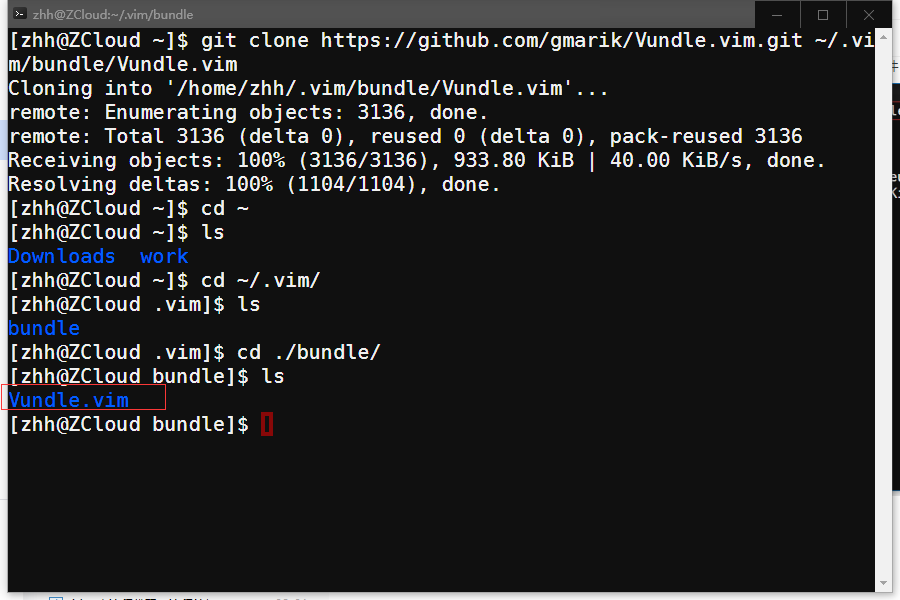 zhh@ZCloud:~/.vim/bundle
[zhh@ZCloud ~]$ git clone https://github.com/gmarik/Vundle.vim.git ~/.vi
m/bundle/Vundle.vim
Cloning into '/home/zhh/.vim/bundle/Vundle.vim'...
remote: Enumerating objects: 3136, done.
remote: Total 3136 (delta 0), reused 0 (delta 0), pack-reused 3136
Receiving objects: 100% (3136/3136), 933.80 KiB | 40.00 KiB/s, done.
Resolving deltas: 100% (1104/1104), done.
[zhh@ZCloud ~]$ cd ~
[zhh@ZCloud ~]$ ls
Downloads  work
[zhh@ZCloud ~]$ cd ~/.vim/
[zhh@ZCloud .vim]$ ls
bundle
[zhh@ZCloud .vim]$ cd ./bundle/
[zhh@ZCloud bundle]$ ls
Vundle.vim
[zhh@ZCloud bundle]$